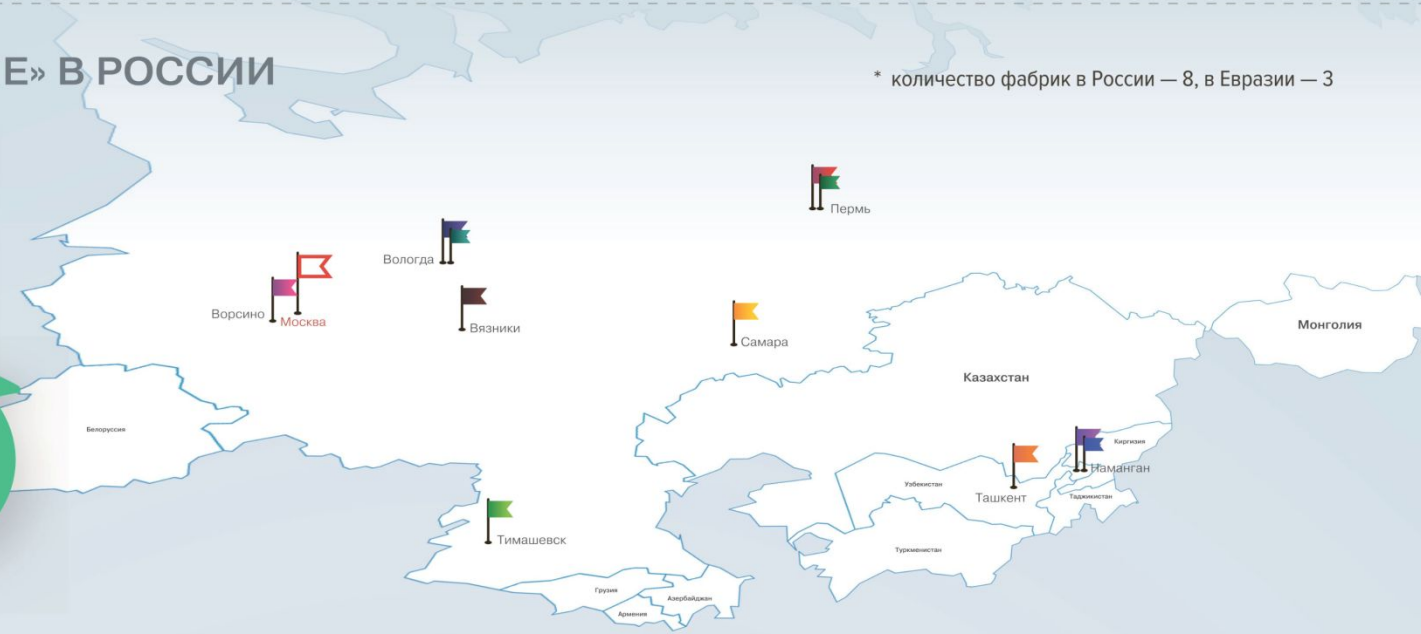 Е» В РОССИИ
* количество фабрик в России — 8, в Евразии — 3
Пермь
Вологда
Ворсино
Москва
Вязники
Самара
Монголия
Казахстан
Белоруссия
Киргизия
Наманган
Узбекистан
Ташкент
Таджикистан
Тимашевск
Туркменистан
Грузия
Азербайджан
Армения